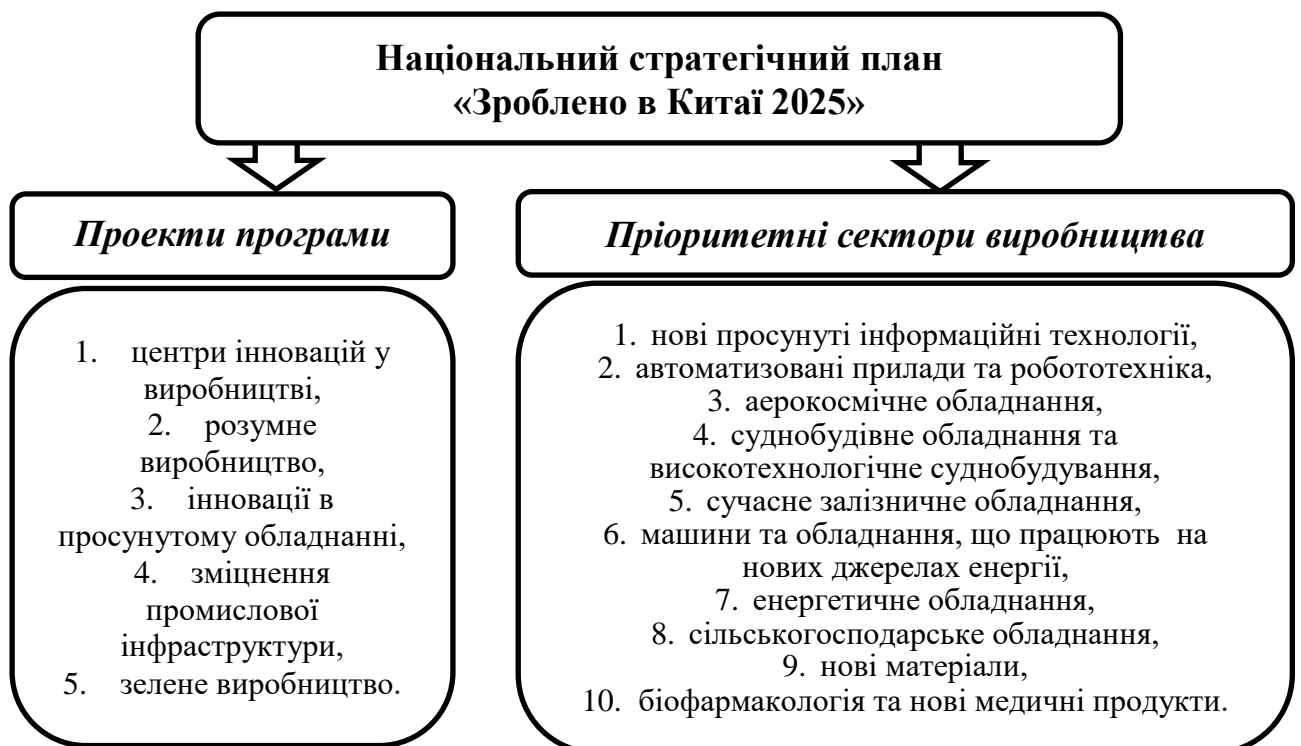 Національний стратегічний план
«Зроблено в Китаї 2025»
Проекти програми
1. центри інновацій у
виробництві,
2. розумне
виробництво,
3. інновації в
просунутому обладнанні,
4. зміцнення
промислової
інфраструктури,
5. зелене виробництво.
Пріоритетні сектори виробництва
1. нові просунуті інформаційні технології,
2. автоматизовані прилади та робототехніка,
3. аерокосмічне обладнання,
4. суднобудівне обладнання та
високотехнологічне суднобудування,
5. сучасне залізничне обладнання,
6. машини та обладнання, що працюють на
нових джерелах енергії,
7. енергетичне обладнання,
8. сільськогосподарське обладнання,
9. нові матеріали,
10. біофармакологія та нові медичні продукти.